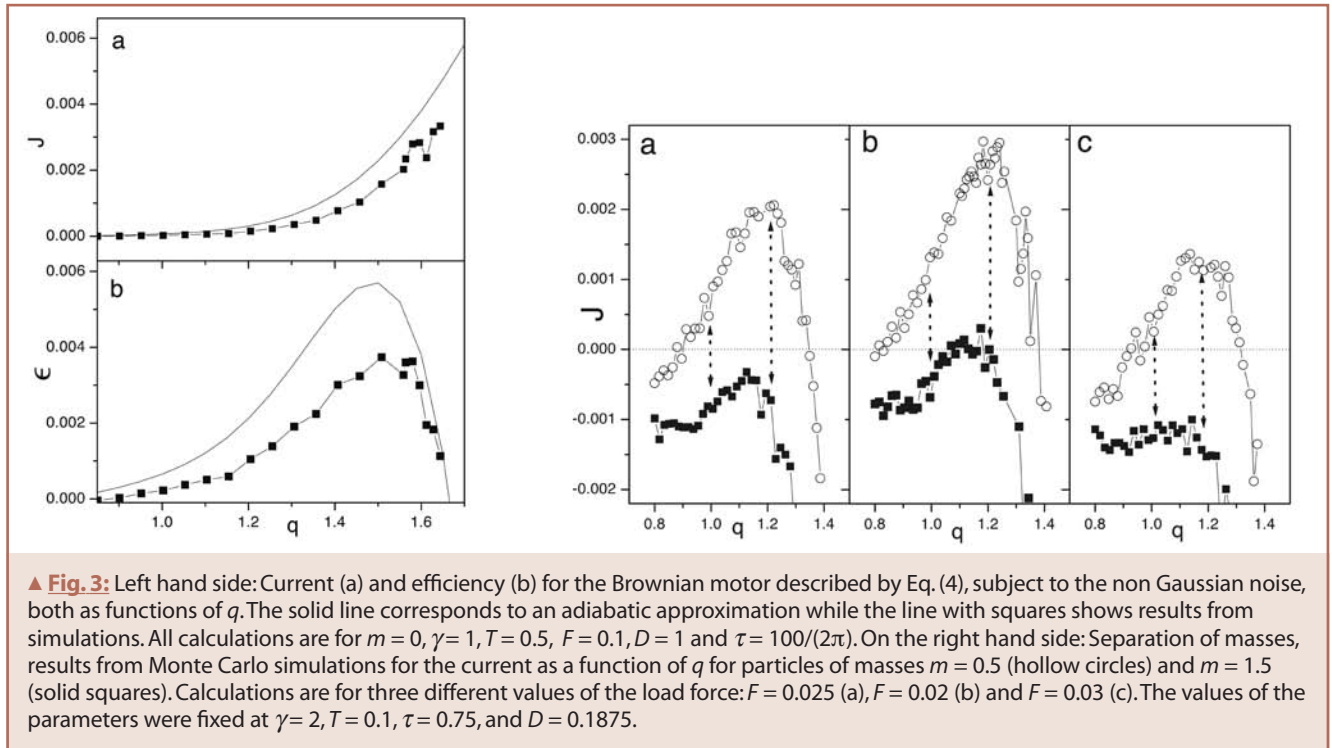 a
0.006
0.004
0.002
0.000
J
b
0.006
0.004
0.002
0.000
ϵ
1.0
1.2
1.4
1.6
q
a
b
c
0.003
0.002
0.001
0.000
-0.001
-0.002
J
0.8 1.0 1.2 1.4
q
0.8 1.0 1.2 1.4
q
0.8 1.0 1.2 1.4
q
▲ Fig. 3: Left hand side: Current (a) and efficiency (b) for the Brownian motor described by Eq. (4), subject to the non Gaussian noise,
both as functions of q. The solid line corresponds to an adiabatic approximation while the line with squares shows results from
simulations. All calculations are for m = 0, γ = 1, T = 0.5, F = 0.1, D = 1 and τ = 100/(2π). On the right hand side: Separation of masses,
results from Monte Carlo simulations for the current as a function of q for particles of masses m = 0.5 (hollow circles) and m = 1.5
(solid squares). Calculations are for three different values of the load force: F = 0.025 (a), F = 0.02 (b) and F = 0.03 (c). The values of the
parameters were fixed at γ = 2, T = 0.1, τ = 0.75, and D = 0.1875.